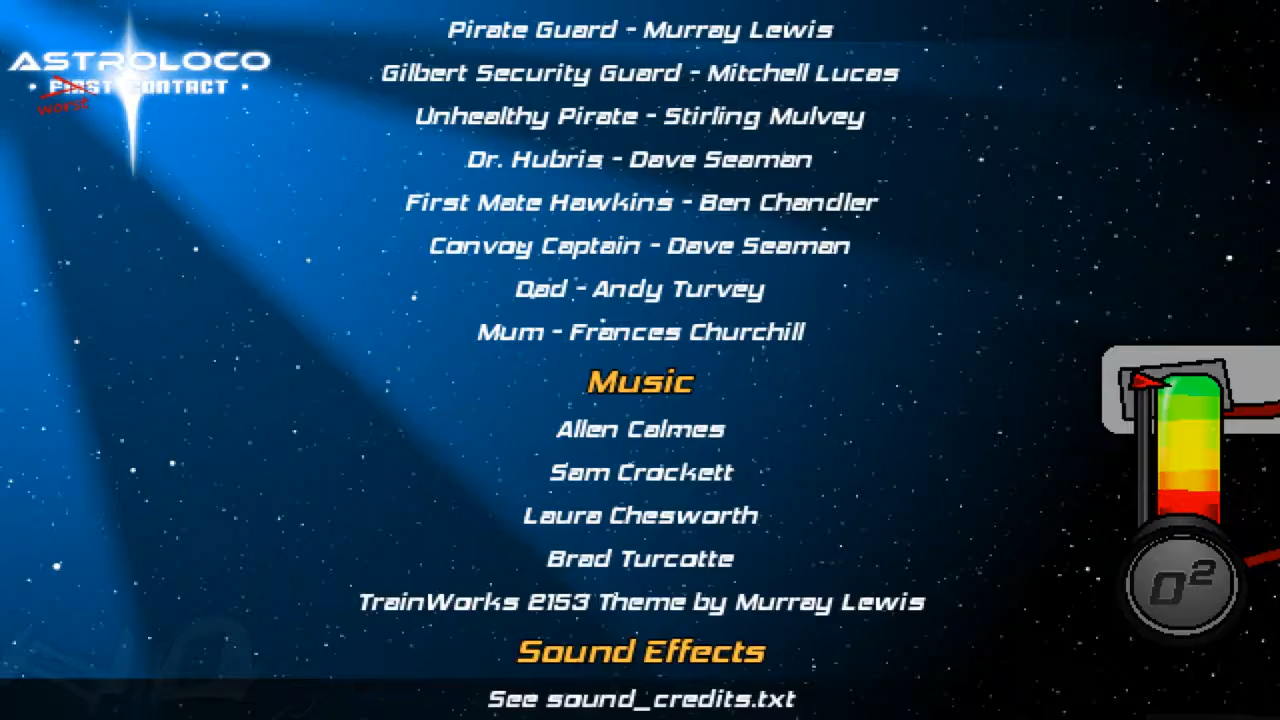 ASTROLOCO
• FIRST CONTACT •
worst
Pirate Guard - Murray Lewis
Gilbert Security Guard - Mitchell Lucas
Unhealthy Pirate - Stirling Mulvey
Dr. Hubris - Dave Seaman
First Mate Hawkins - Ben Chandler
Convoy Captain - Dave Seaman
Dad - Andy Turvey
Mum - Frances Churchill
Music
Allen Calmes
Sam Crockett
Laura Chesworth
Brad Turcotte
TrainWorks 2153 Theme by Murray Lewis
Sound Effects
See sound_credits.txt
O²